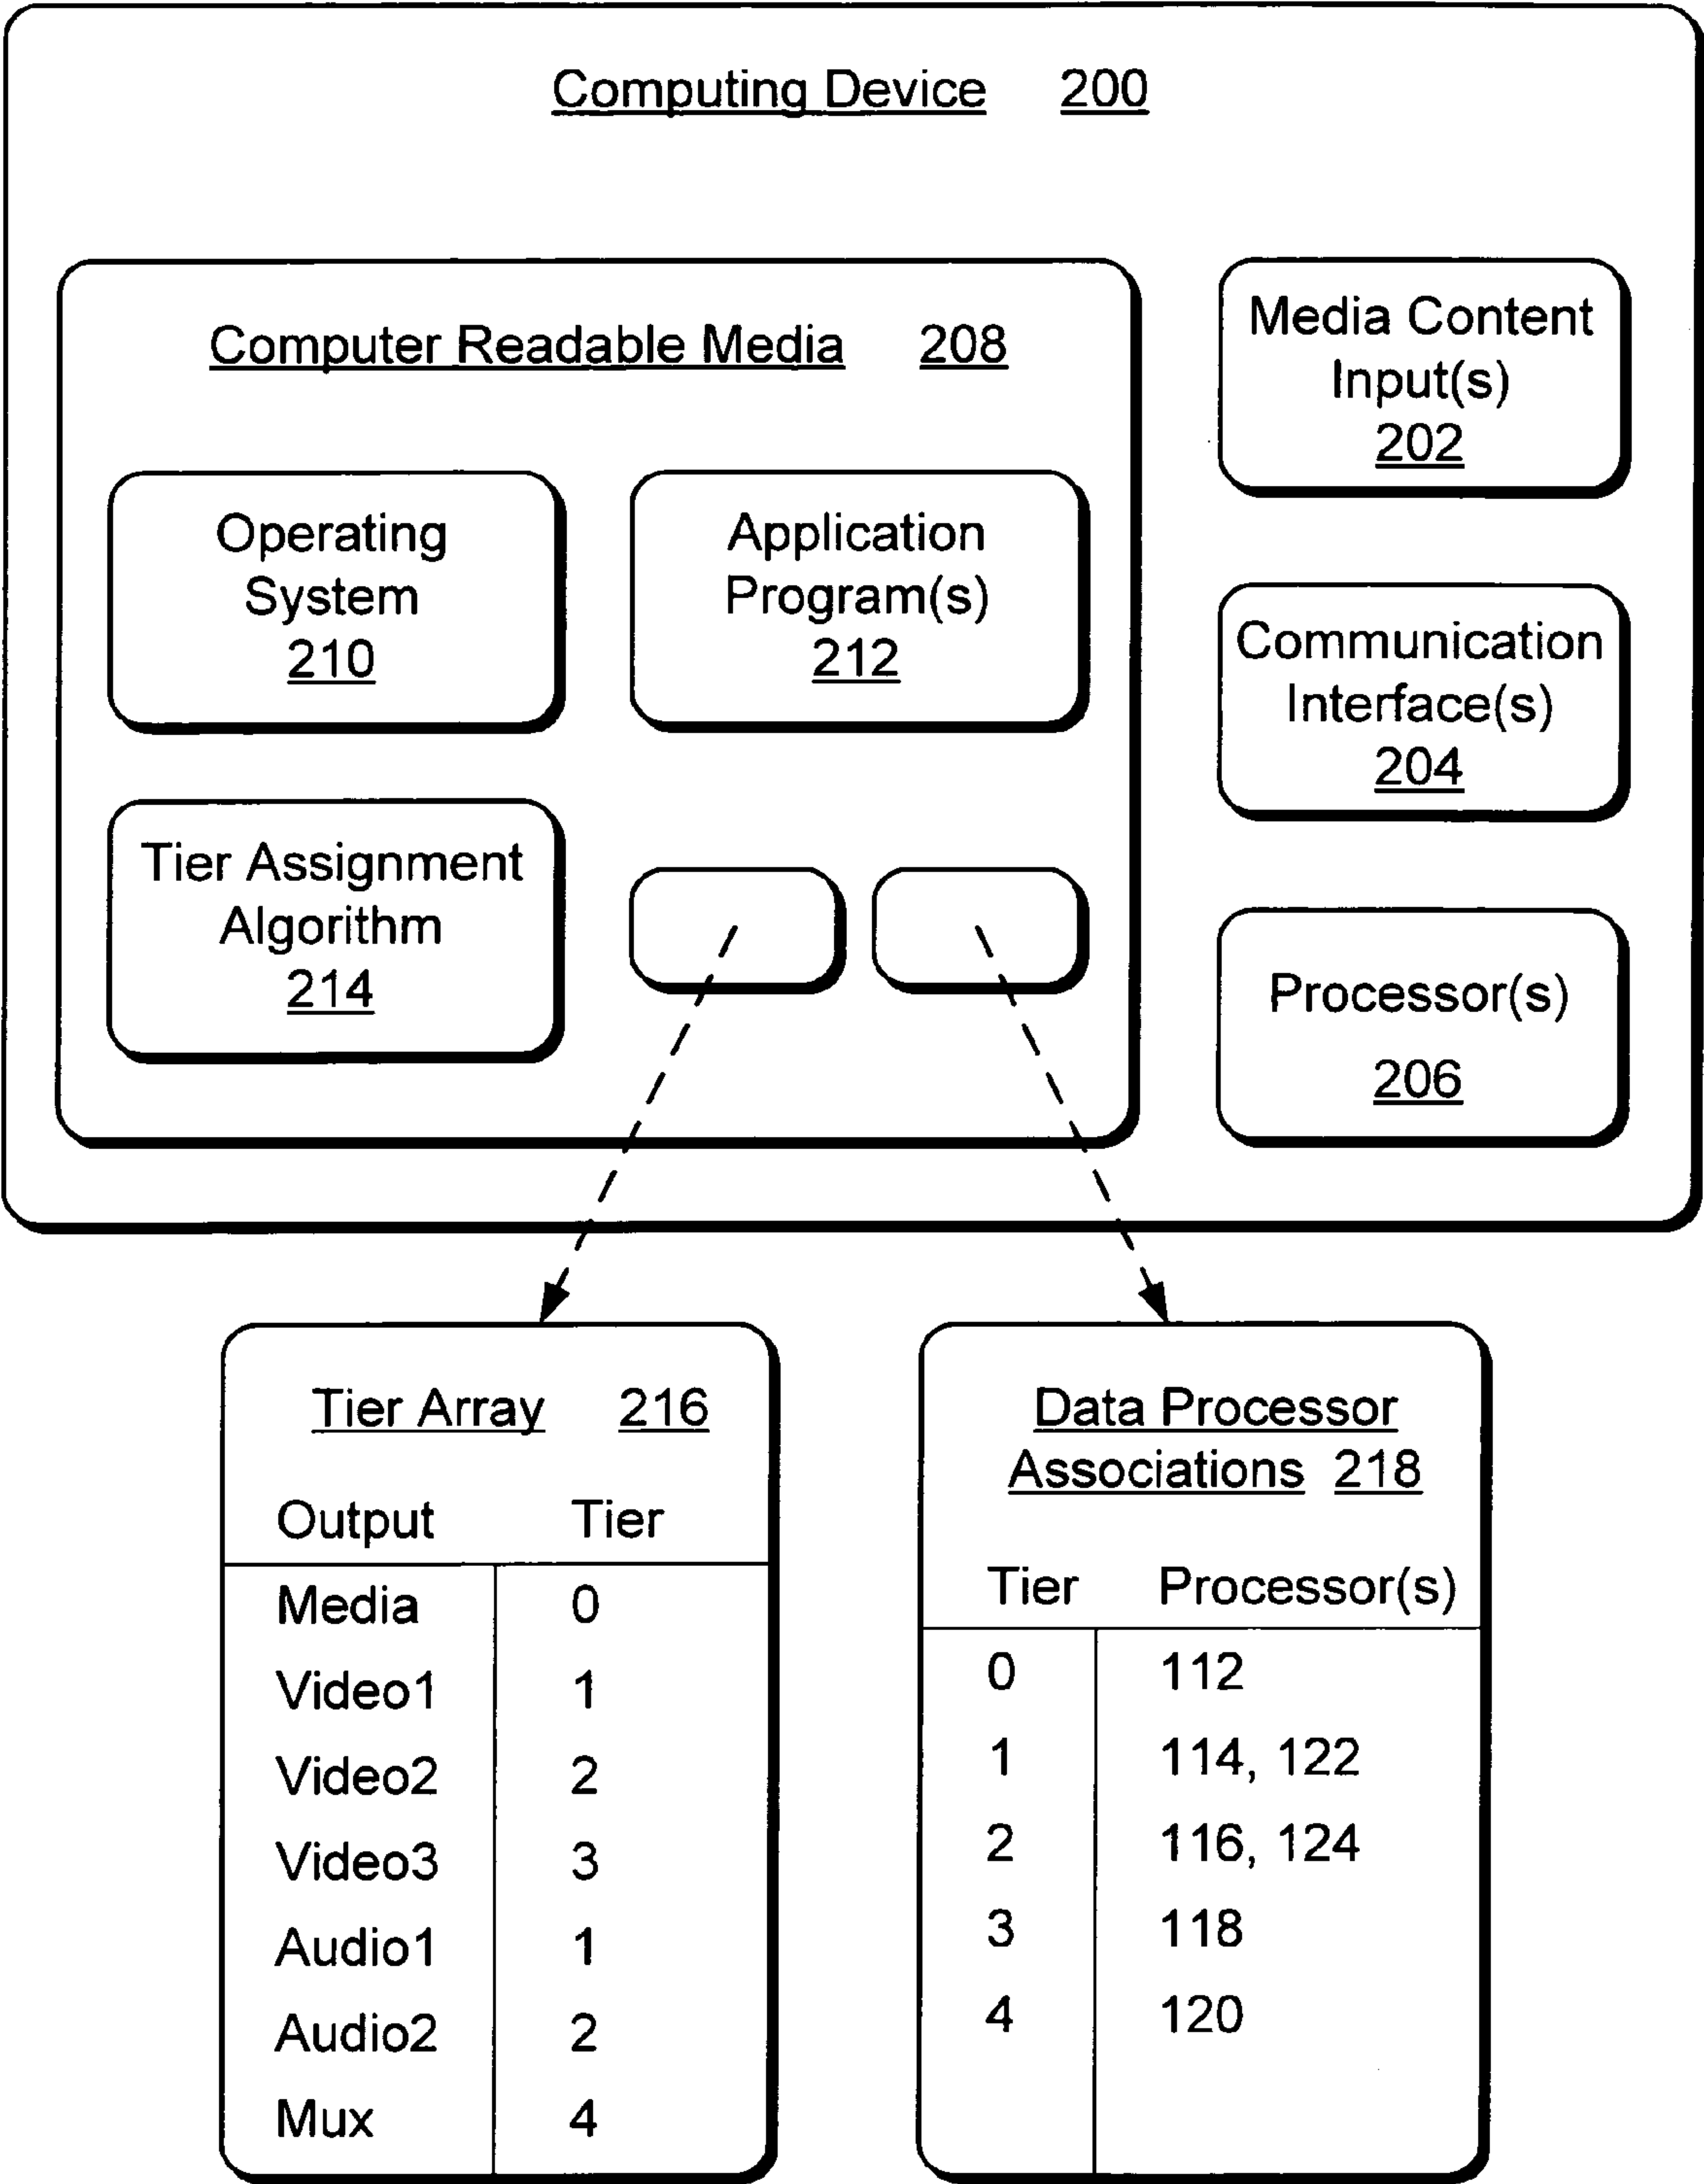 Computing Device 200
Computer Readable Media 208
Operating
System
210
Application
Program(s)
212
Tier Assignment
Algorithm
214
Media Content
Input(s)
202
Communication
Interface(s)
204
Processor(s)
206
Tier Array 216
Output Tier
Media 0
Video1 1
Video2 2
Video3 3
Audio1 1
Audio2 2
Mux 4
Data Processor
Associations 218
Tier Processor(s)
0 112
1 114, 122
2 116, 124
3 118
4 120